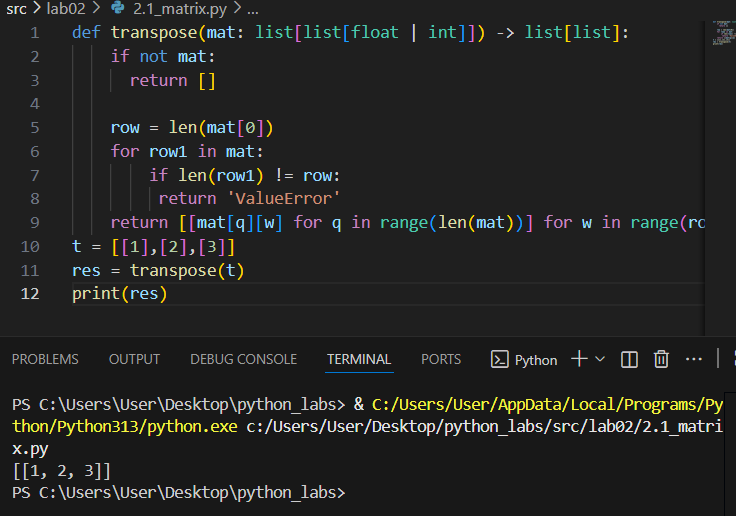 src > lab02 > 2.1_matrix.py > ...
1 def transpose(mat: list[list[float | int]]) -> list[list]:
2     if not mat:
3       return []
4
5     row = len(mat[0])
6     for row1 in mat:
7         if len(row1) != row:
8          return 'ValueError'
9     return [[mat[q][w] for q in range(len(mat))] for w in range(ro
10 t = [[1],[2],[3]]
11 res = transpose(t)
12 print(res)
PROBLEMS OUTPUT DEBUG CONSOLE TERMINAL PORTS Python
PS C:\Users\User\Desktop\python_labs> & C:/Users/User/AppData/Local/Programs/Py
thon/Python313/python.exe c:/Users/User/Desktop/python_labs/src/lab02/2.1_matri
x.py
[[1, 2, 3]]
PS C:\Users\User\Desktop\python_labs>